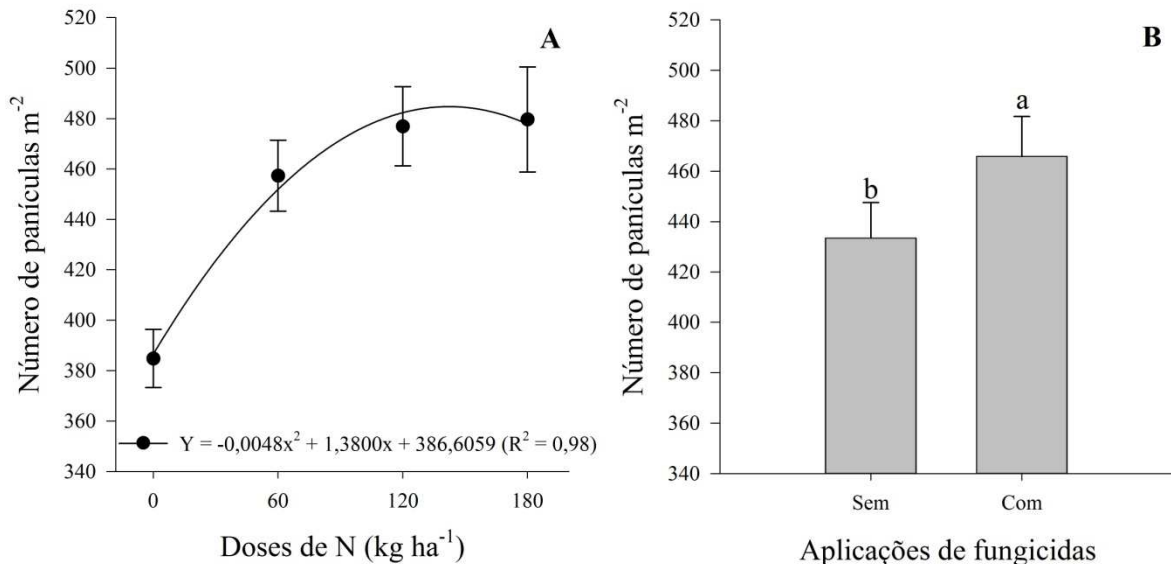 A
Número de panículas m⁻²
520
500
480
460
440
420
400
380
360
340
Y = -0,0048x² + 1,3800x + 386,6059 (R² = 0,98)
0 60 120 180
Doses de N (kg ha⁻¹)
B
Número de panículas m⁻²
520
500
480
460
440
420
400
380
360
340
b
a
Sem Com
Aplicações de fungicidas